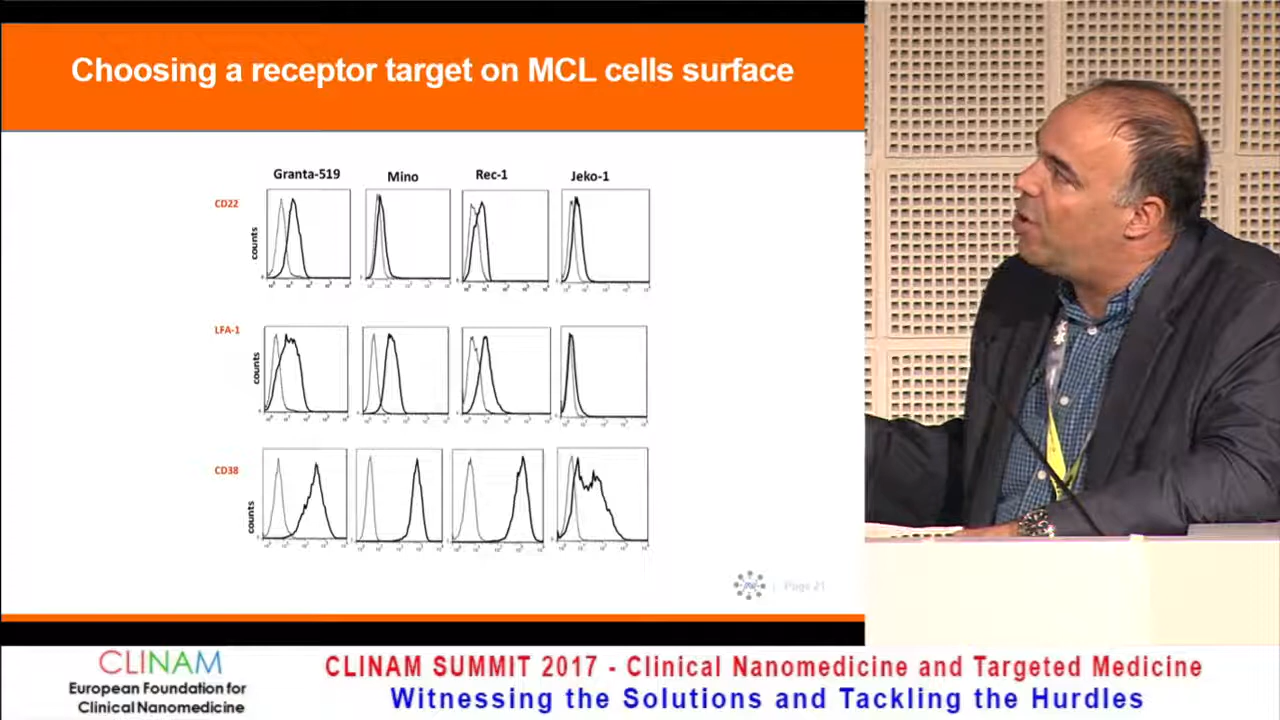 Choosing a receptor target on MCL cells surface
Granta-519
Mino
Rec-1
Jeko-1
CD22
counts
LFA-1
counts
CD38
counts
Page 21
CLINAM
European Foundation for
Clinical Nanomedicine
CLINAM SUMMIT 2017 - Clinical Nanomedicine and Targeted Medicine
Witnessing the Solutions and Tackling the Hurdles